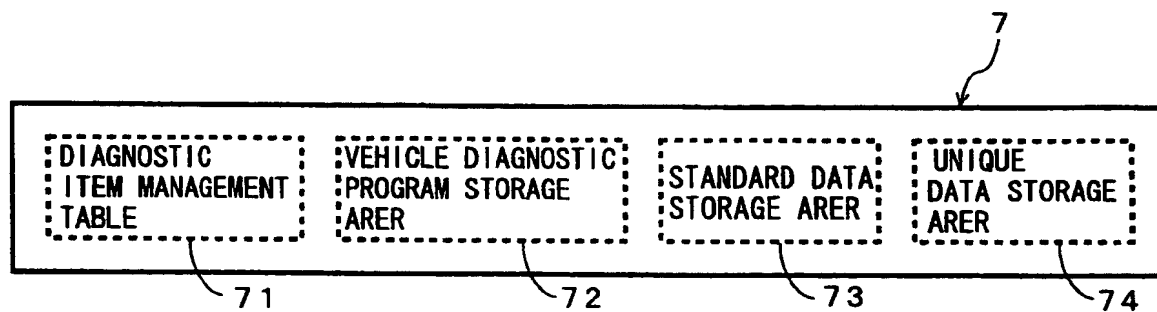 7
DIAGNOSTIC
ITEM MANAGEMENT
TABLE
VEHICLE DIAGNOSTIC
PROGRAM STORAGE
ARER
STANDARD DATA
STORAGE ARER
UNIQUE
DATA STORAGE
ARER
71
72
73
74